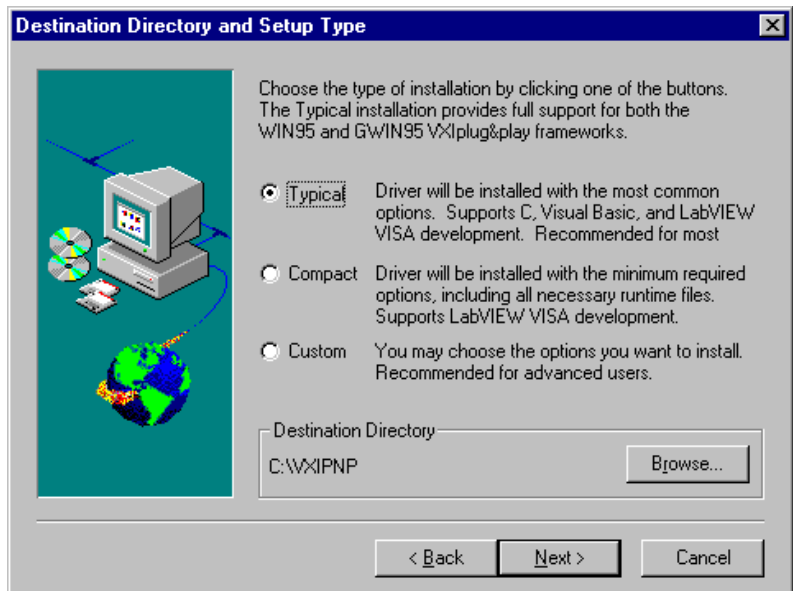 Destination Directory and Setup Type
Choose the type of installation by clicking one of the buttons.
The Typical installation provides full support for both the
WIN95 and GWIN95 VXIplug&play frameworks.
Typical
Driver will be installed with the most common
options. Supports C, Visual Basic, and LabVIEW
VISA development. Recommended for most
Compact
Driver will be installed with the minimum required
options, including all necessary runtime files.
Supports LabVIEW VISA development.
Custom
You may choose the options you want to install.
Recommended for advanced users.
Destination Directory
C:\VXIPNP
Browse...
< Back
Next >
Cancel